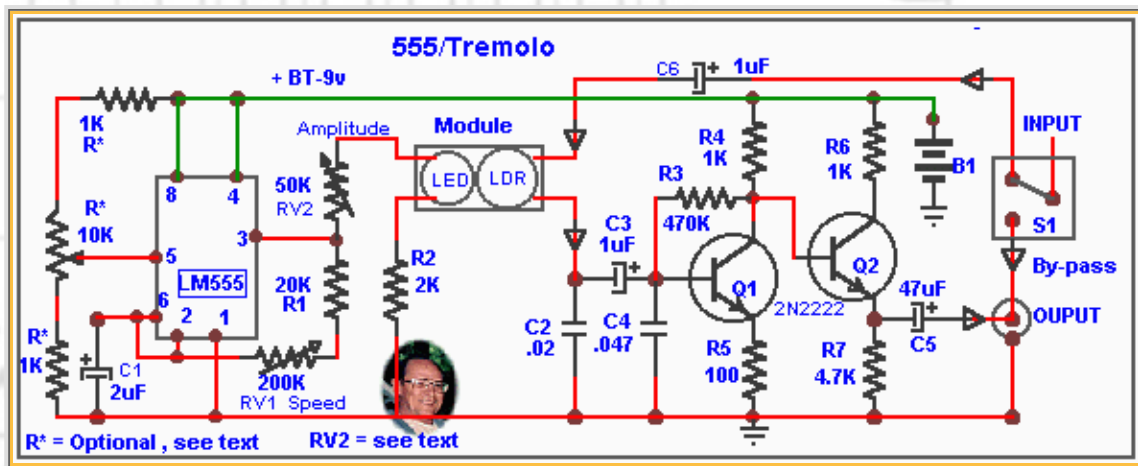 555/Tremolo
C6
1uF
+
+ BT-9v
1K
R*
Amplitude
Module
R4
1K
R6
1K
INPUT
B1
8
4
50K
RV2
LED
LDR
R3
470K
S1
R*
10K
3
5
LM555
6
2
1
20K
R1
R2
2K
C3
1uF
+
Q1
Q2
2N2222
By-pass
47uF
+
C5
OUPUT
R*
1K
+
C1
2uF
200K
RV1 Speed
C2
.02
C4
.047
R5
100
R7
4.7K
R* = Optional , see text
RV2 = see text